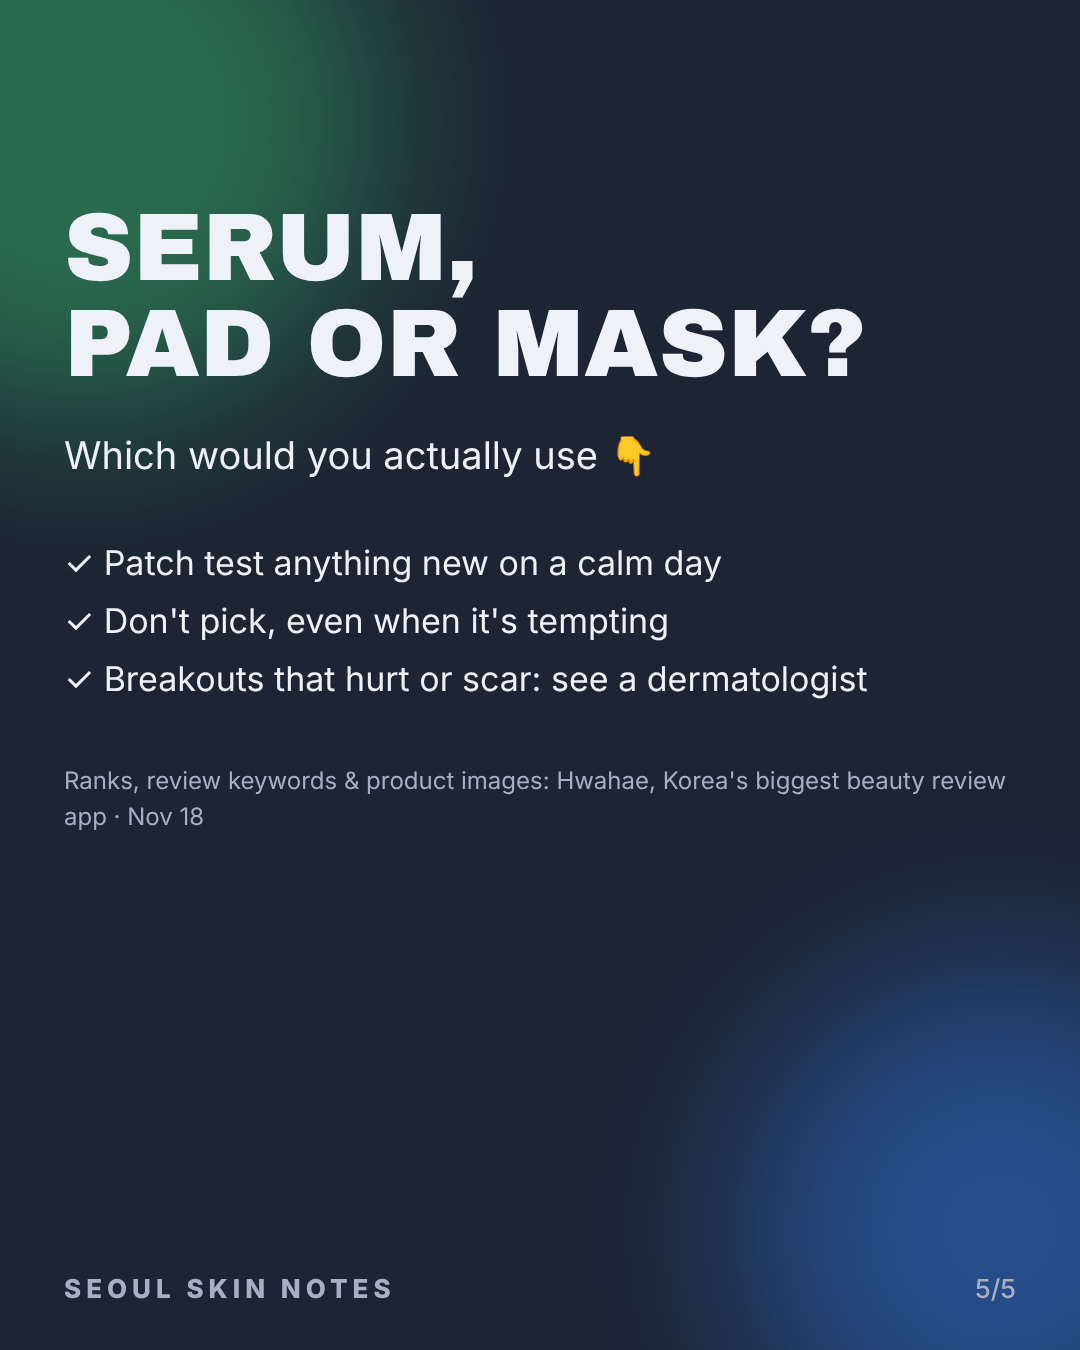 SERUM,
PAD OR MASK?
Which would you actually use 👇
✓ Patch test anything new on a calm day
✓ Don't pick, even when it's tempting
✓ Breakouts that hurt or scar: see a dermatologist
Ranks, review keywords & product images: Hwahae, Korea's biggest beauty review
app · Nov 18
SEOUL SKIN NOTES
5/5